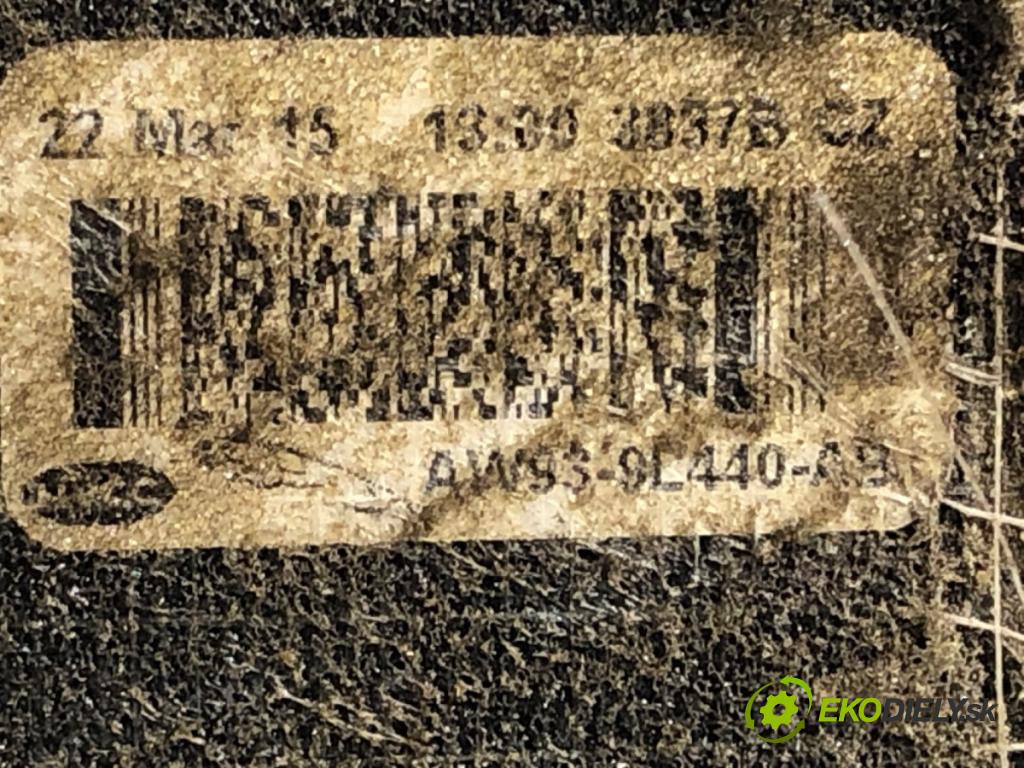 22 Mar 15 13:00 3837B CZ
AW93-9L440-AB
EKODIELY.sk